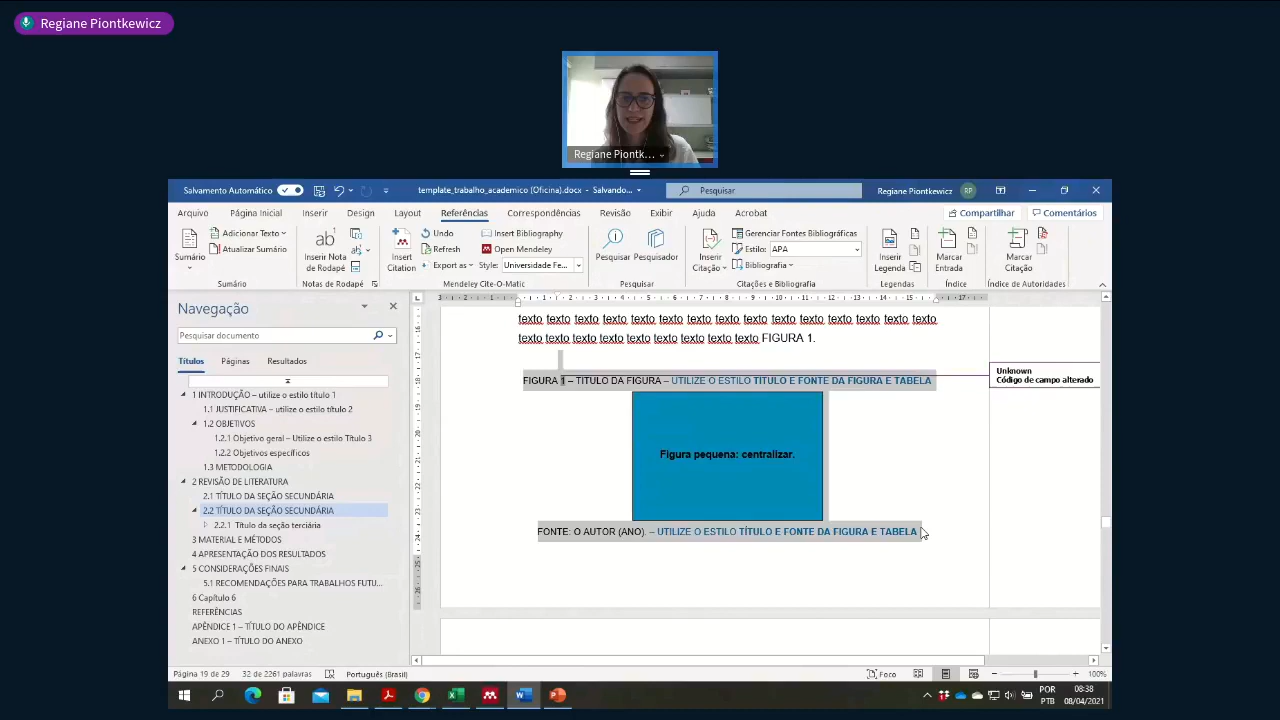 Regiane Piontkewicz
Regiane Piontk...
Salvamento Automático
template_trabalho_academico (Oficina).docx - Salvando...
Pesquisar
Regiane Piontkewicz
RP
Arquivo
Página Inicial
Inserir
Design
Layout
Referências
Correspondências
Revisão
Exibir
Ajuda
Acrobat
Compartilhar
Comentários
Sumário
Adicionar Texto
Atualizar Sumário
Sumário
ab
Inserir Nota
de Rodapé
Notas de Rodapé
Insert
Citation
Undo
Refresh
Export as
Insert Bibliography
Open Mendeley
Style:
Universidade Fe...
Mendeley Cite-O-Matic
Pesquisar
Pesquisador
Pesquisar
Inserir
Citação
Gerenciar Fontes Bibliográficas
Estilo:
APA
Bibliografia
Citações e Bibliografia
Inserir
Legenda
Legendas
Marcar
Entrada
Índice
Marcar
Citação
Índice de Autoridades
Navegação
Pesquisar documento
Títulos
Páginas
Resultados
1 INTRODUÇÃO – utilize o estilo título 1
1.1 JUSTIFICATIVA – utilize o estilo título 2
1.2 OBJETIVOS
1.2.1 Objetivo geral – Utilize o estilo Título 3
1.2.2 Objetivos específicos
1.3 METODOLOGIA
2 REVISÃO DE LITERATURA
2.1 TÍTULO DA SEÇÃO SECUNDÁRIA
2.2 TÍTULO DA SEÇÃO SECUNDÁRIA
2.2.1 Título da seção terciária
3 MATERIAL E MÉTODOS
4 APRESENTAÇÃO DOS RESULTADOS
5 CONSIDERAÇÕES FINAIS
5.1 RECOMENDAÇÕES PARA TRABALHOS FUTU...
6 Capítulo 6
REFERÊNCIAS
APÊNDICE 1 – TÍTULO DO APÊNDICE
ANEXO 1 – TÍTULO DO ANEXO
texto texto texto texto texto texto texto texto texto texto texto texto texto texto texto
texto texto texto texto texto texto texto texto texto FIGURA 1.
FIGURA 1 – TITULO DA FIGURA – UTILIZE O ESTILO TITULO E FONTE DA FIGURA E TABELA
Figura pequena: centralizar.
FONTE: O AUTOR (ANO). – UTILIZE O ESTILO TÍTULO E FONTE DA FIGURA E TABELA
Unknown
Código de campo alterado
Página 19 de 29
32 de 2261 palavras
Português (Brasil)
Foco
100%
POR
PTB
08:38
08/04/2021